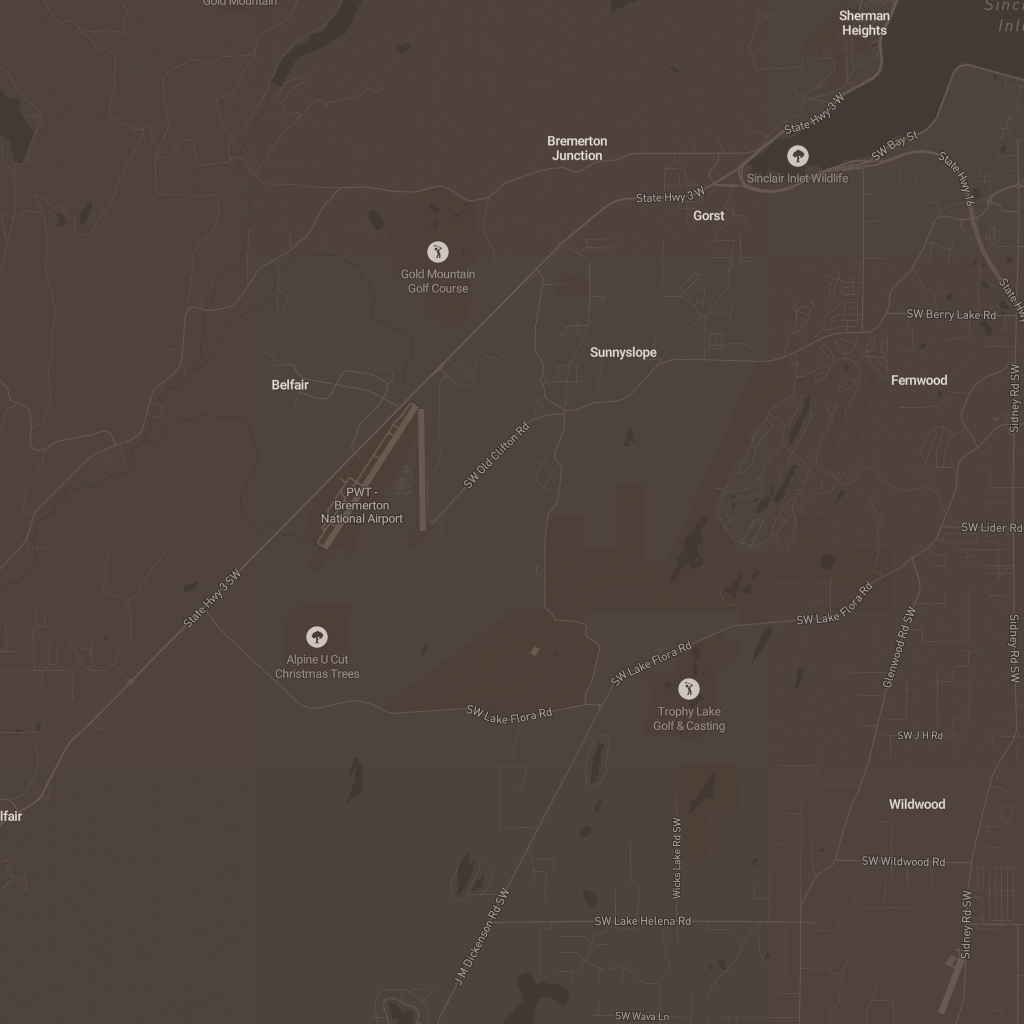 Gold Mountain
Sherman
Heights
Sinc
Inl
State Hwy 3 W
Bremerton
Junction
SW Bay St
Sinclair Inlet Wildlife
State Hwy 16
State Hwy 3 W
Gorst
Gold Mountain
Golf Course
State Hwy
SW Berry Lake Rd
Sunnyslope
Belfair
Fernwood
Sidney Rd SW
SW Old Clifton Rd
PWT -
Bremerton
National Airport
SW Lider Rd
State Hwy 3 SW
SW Lake Flora Rd
Glenwood Rd SW
Sidney Rd SW
Alpine U Cut
Christmas Trees
SW Lake Flora Rd
SW Lake Flora Rd
Trophy Lake
Golf & Casting
SW J H Rd
Wildwood
lfair
Wicks Lake Rd SW
SW Wildwood Rd
J M Dickenson Rd SW
SW Lake Helena Rd
Sidney Rd SW
SW Wava Ln